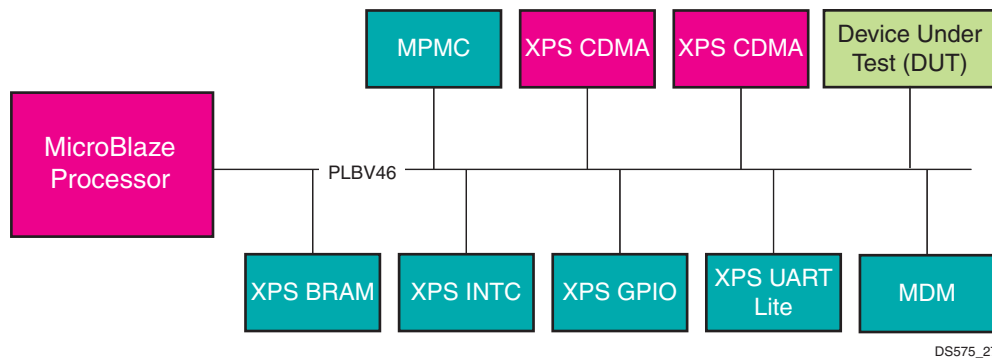 MPMC
XPS CDMA
XPS CDMA
Device Under
Test (DUT)
MicroBlaze
Processor
PLBV46
XPS BRAM
XPS INTC
XPS GPIO
XPS UART
Lite
MDM